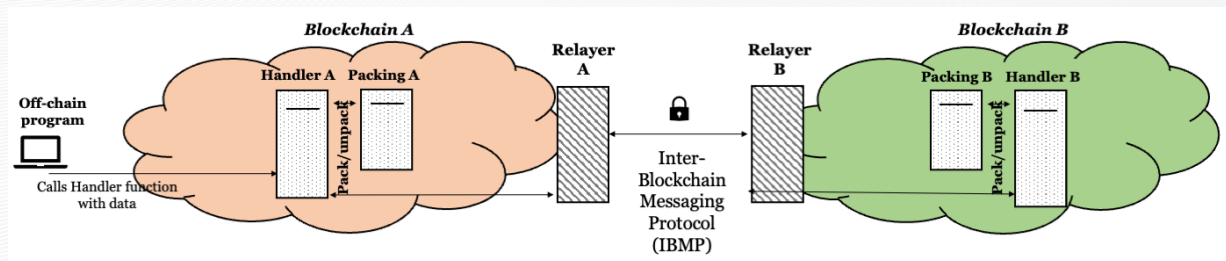 Blockchain A
Blockchain B
Relayer
A
Relayer
B
Handler A
Packing A
Packing B
Handler B
Off-chain
program
Pack/unpack
Pack/unpack
Calls Handler function
with data
Inter-
Blockchain
Messaging
Protocol
(IBMP)